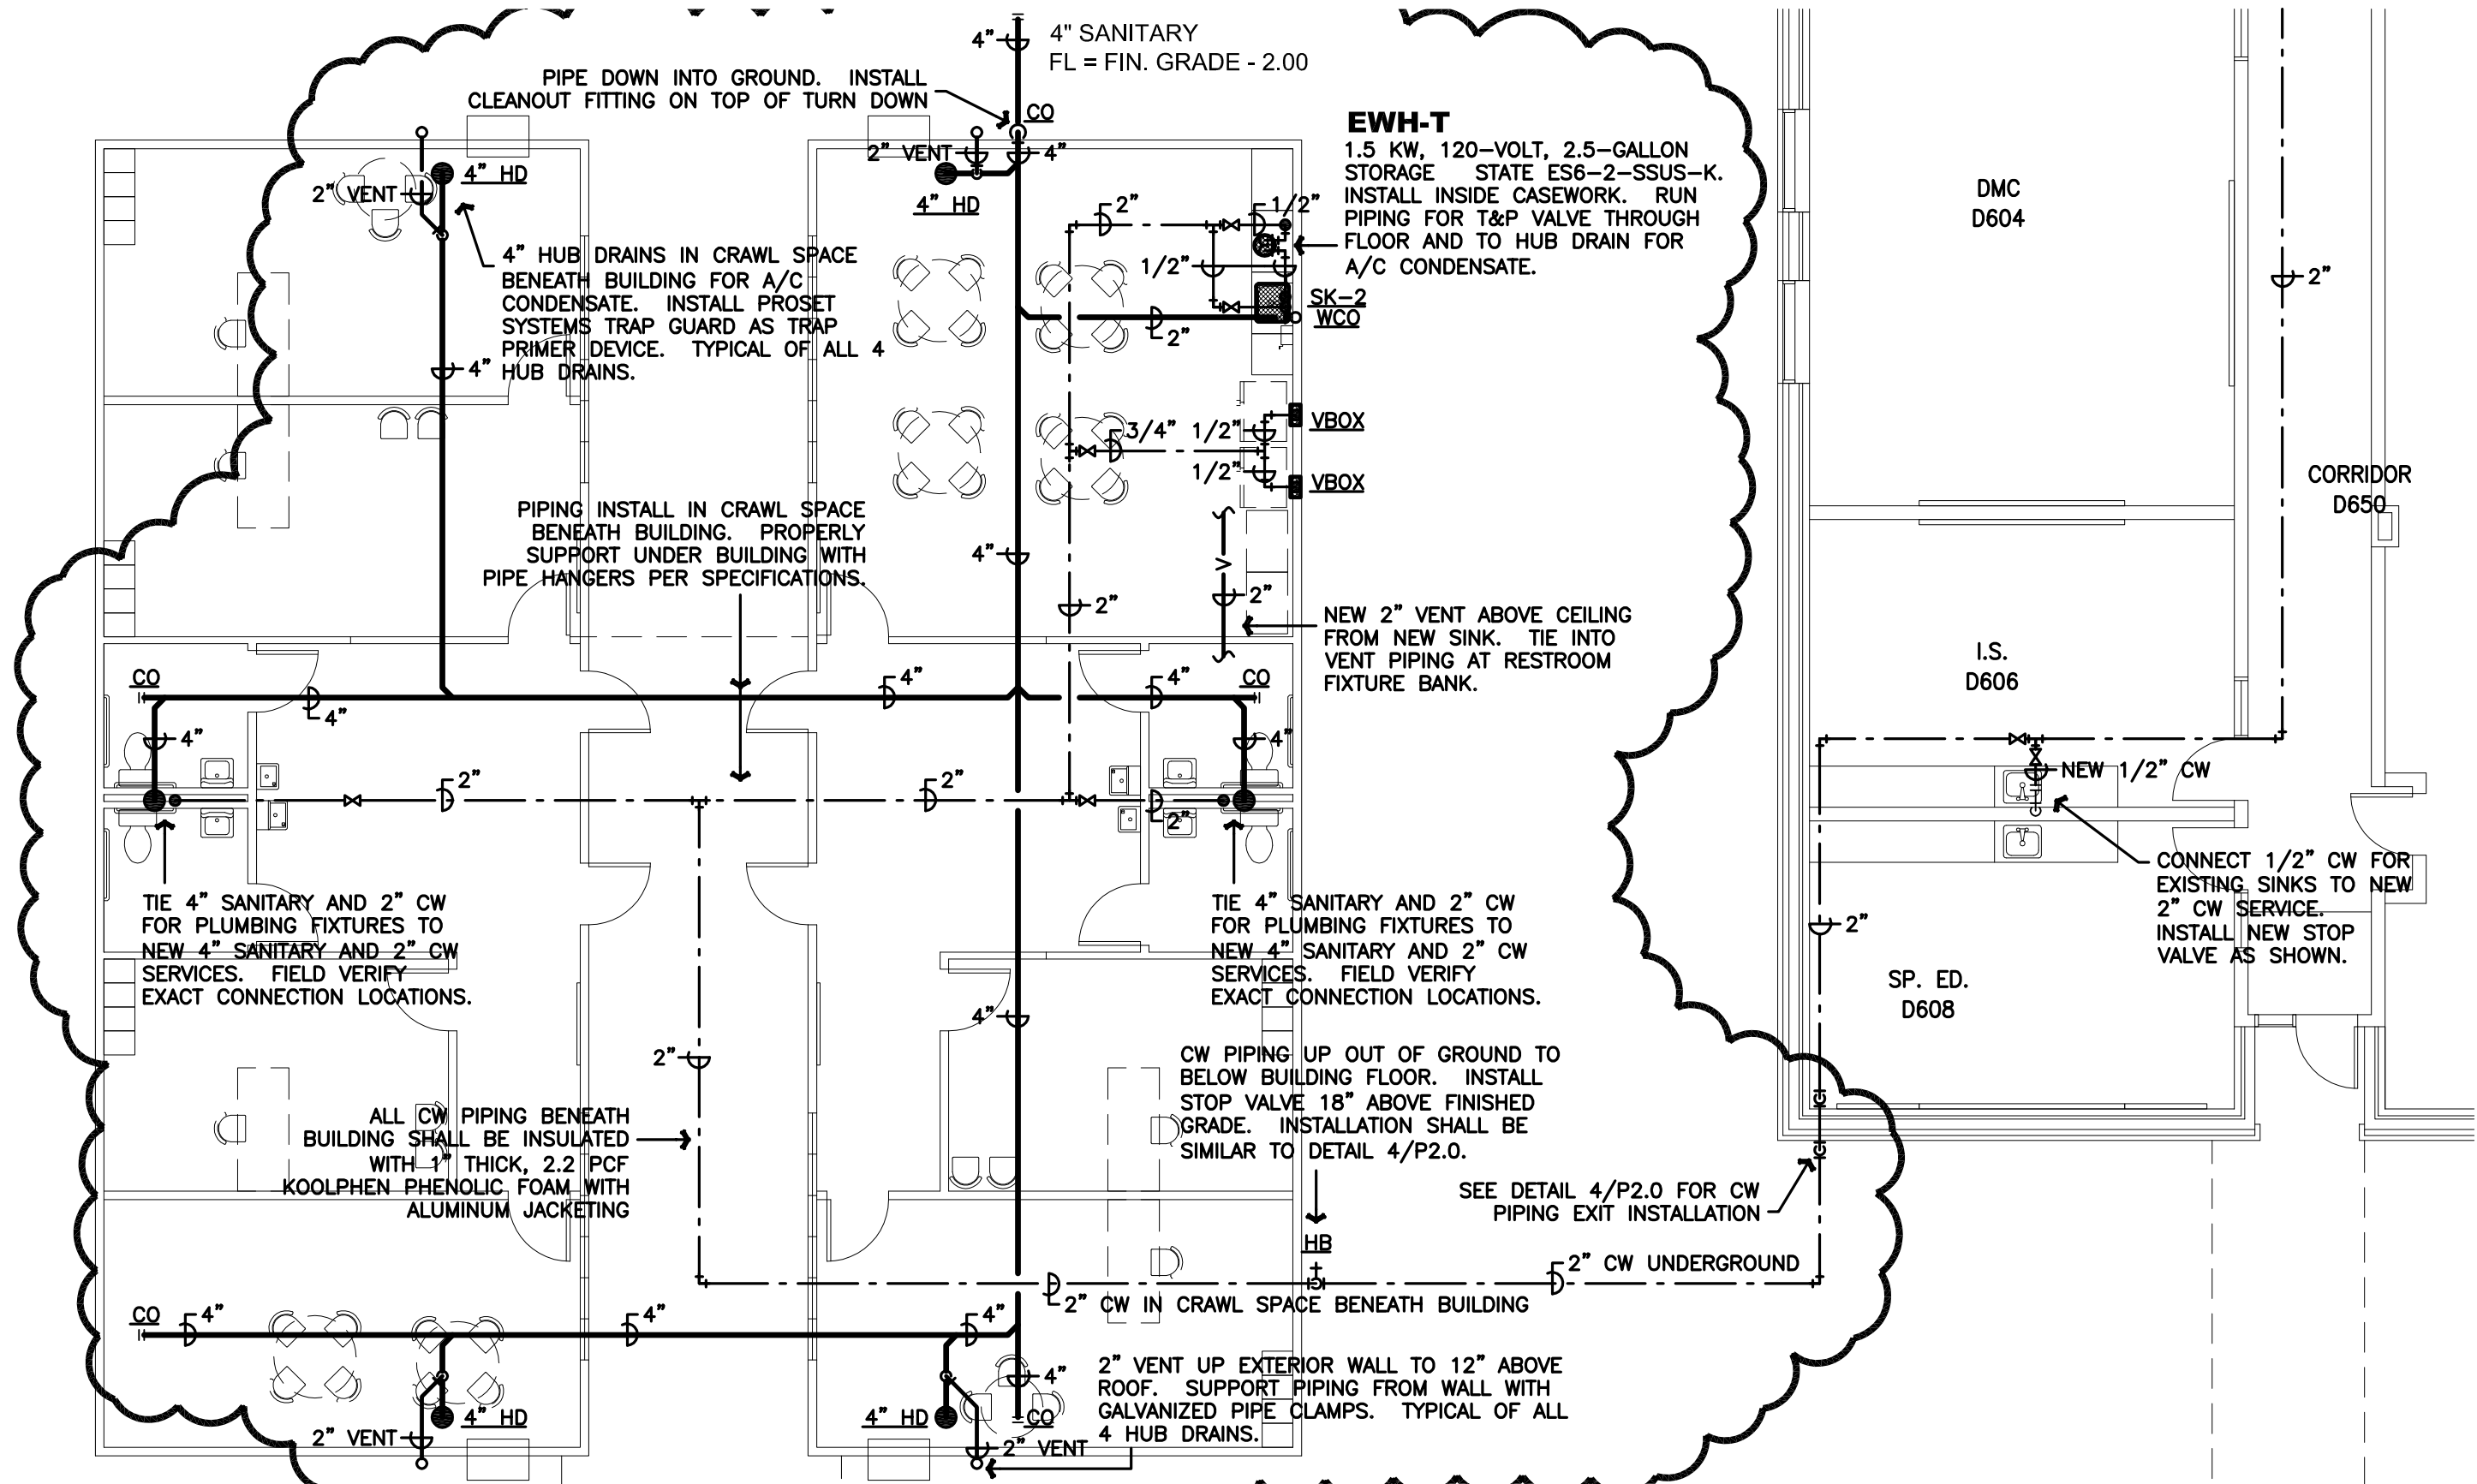 4"
4" SANITARY
FL = FIN. GRADE - 2.00
PIPE DOWN INTO GROUND. INSTALL
CLEANOUT FITTING ON TOP OF TURN DOWN
CO
2" VENT
4"
4" HD
4" HD
2" VENT
EWH-T
1.5 KW, 120-VOLT, 2.5-GALLON
STORAGE STATE ES6-2-SSUS-K.
INSTALL INSIDE CASEWORK. RUN
PIPING FOR T&P VALVE THROUGH
FLOOR AND TO HUB DRAIN FOR
A/C CONDENSATE.
DMC
D604
2"
1/2"
2"
4" HUB DRAINS IN CRAWL SPACE
BENEATH BUILDING FOR A/C
CONDENSATE. INSTALL PROSET
SYSTEMS TRAP GUARD AS TRAP
PRIMER DEVICE. TYPICAL OF ALL 4
HUB DRAINS.
4"
1/2"
SK-2
WCO
2"
3/4"
1/2"
VBOX
1/2"
VBOX
CORRIDOR
D650
PIPING INSTALL IN CRAWL SPACE
BENEATH BUILDING. PROPERLY
SUPPORT UNDER BUILDING WITH
PIPE HANGERS PER SPECIFICATIONS.
4"
V
2"
2"
NEW 2" VENT ABOVE CEILING
FROM NEW SINK. TIE INTO
VENT PIPING AT RESTROOM
FIXTURE BANK.
I.S.
D606
CO
4"
4"
4"
CO
4"
4"
2"
2"
2"
NEW 1/2" CW
CONNECT 1/2" CW FOR
EXISTING SINKS TO NEW
2" CW SERVICE.
INSTALL NEW STOP
VALVE AS SHOWN.
TIE 4" SANITARY AND 2" CW
FOR PLUMBING FIXTURES TO
NEW 4" SANITARY AND 2" CW
SERVICES. FIELD VERIFY
EXACT CONNECTION LOCATIONS.
TIE 4" SANITARY AND 2" CW
FOR PLUMBING FIXTURES TO
NEW 4" SANITARY AND 2" CW
SERVICES. FIELD VERIFY
EXACT CONNECTION LOCATIONS.
2"
SP. ED.
D608
4"
2"
CW PIPING UP OUT OF GROUND TO
BELOW BUILDING FLOOR. INSTALL
STOP VALVE 18" ABOVE FINISHED
GRADE. INSTALLATION SHALL BE
SIMILAR TO DETAIL 4/P2.0.
ALL CW PIPING BENEATH
BUILDING SHALL BE INSULATED
WITH 1" THICK, 2.2 PCF
KOOLPHEN PHENOLIC FOAM WITH
ALUMINUM JACKETING
SEE DETAIL 4/P2.0 FOR CW
PIPING EXIT INSTALLATION
HB
2" CW UNDERGROUND
2" CW IN CRAWL SPACE BENEATH BUILDING
CO
4"
4"
4"
4"
2" VENT UP EXTERIOR WALL TO 12" ABOVE
ROOF. SUPPORT PIPING FROM WALL WITH
GALVANIZED PIPE CLAMPS. TYPICAL OF ALL
4 HUB DRAINS.
4" HD
2" VENT
4" HD
CO
2" VENT